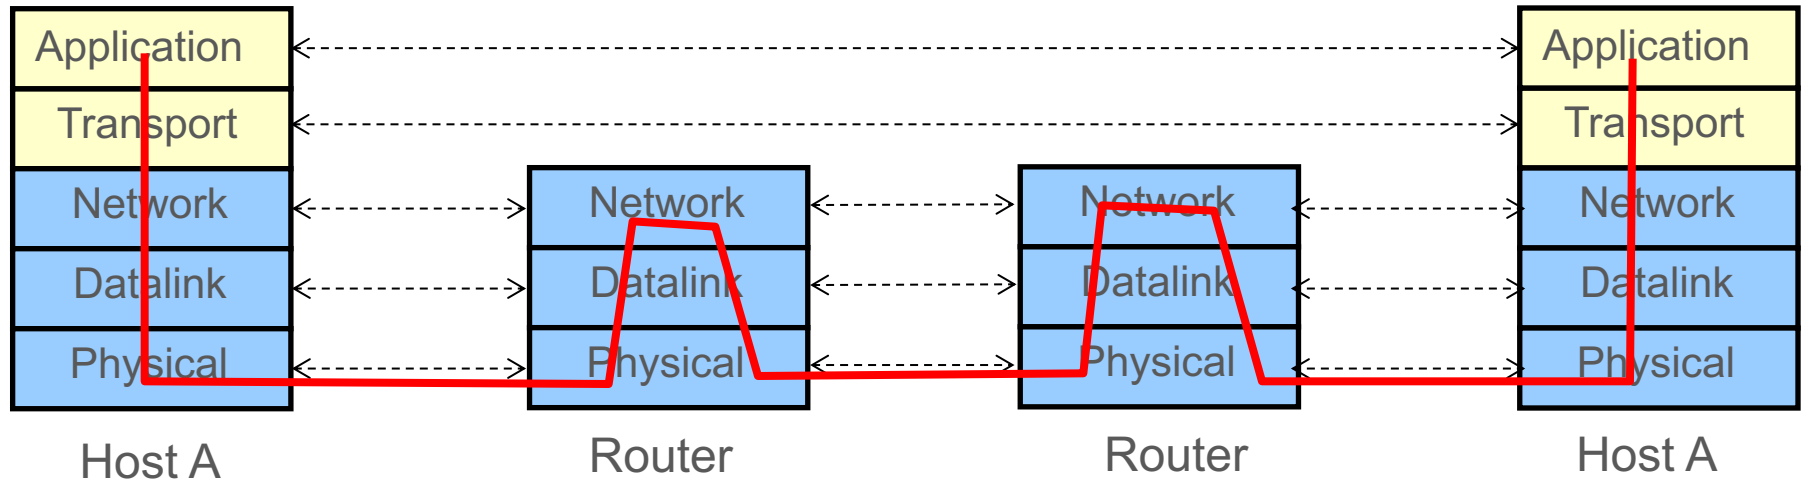 Application
Transport
Network
Datalink
Physical
Host A
Network
Datalink
Physical
Router
Network
Datalink
Physical
Router
Application
Transport
Network
Datalink
Physical
Host A